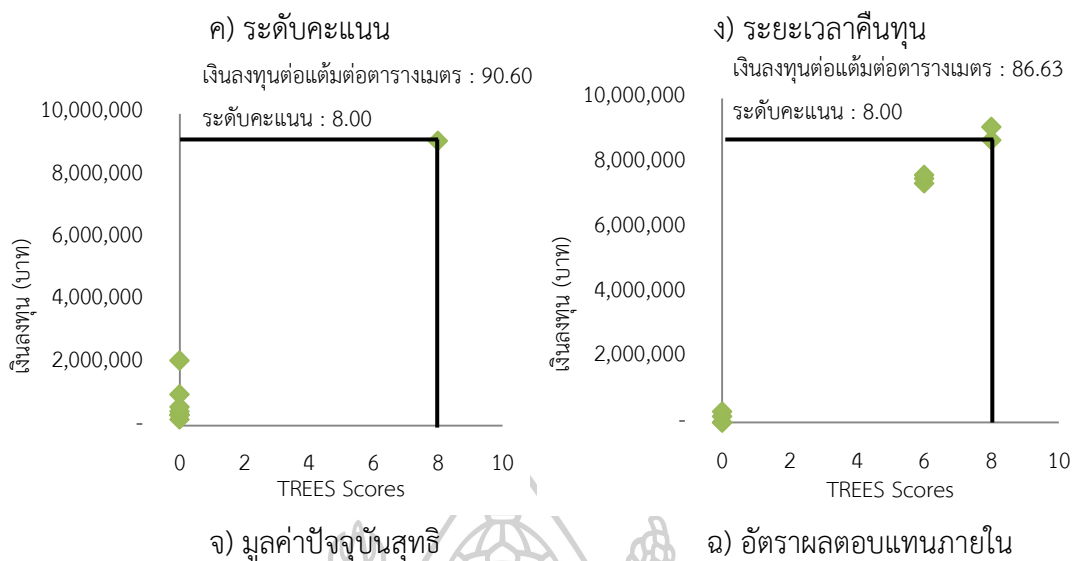 ค) ระดับคะแนน
เงินลงทุนต่อแต้มต่อตารางเมตร : 90.60
ระดับคะแนน : 8.00
10,000,000
8,000,000
6,000,000
4,000,000
2,000,000
-
เงินลงทุน (บาท)
0 2 4 6 8 10
TREES Scores
ง) ระยะเวลาคืนทุน
เงินลงทุนต่อแต้มต่อตารางเมตร : 86.63
ระดับคะแนน : 8.00
10,000,000
8,000,000
6,000,000
4,000,000
2,000,000
-
เงินลงทุน (บาท)
0 2 4 6 8 10
TREES Scores
จ) มูลค่าปัจจุบันสุทธิ
ฉ) อัตราผลตอบแทนภายใน